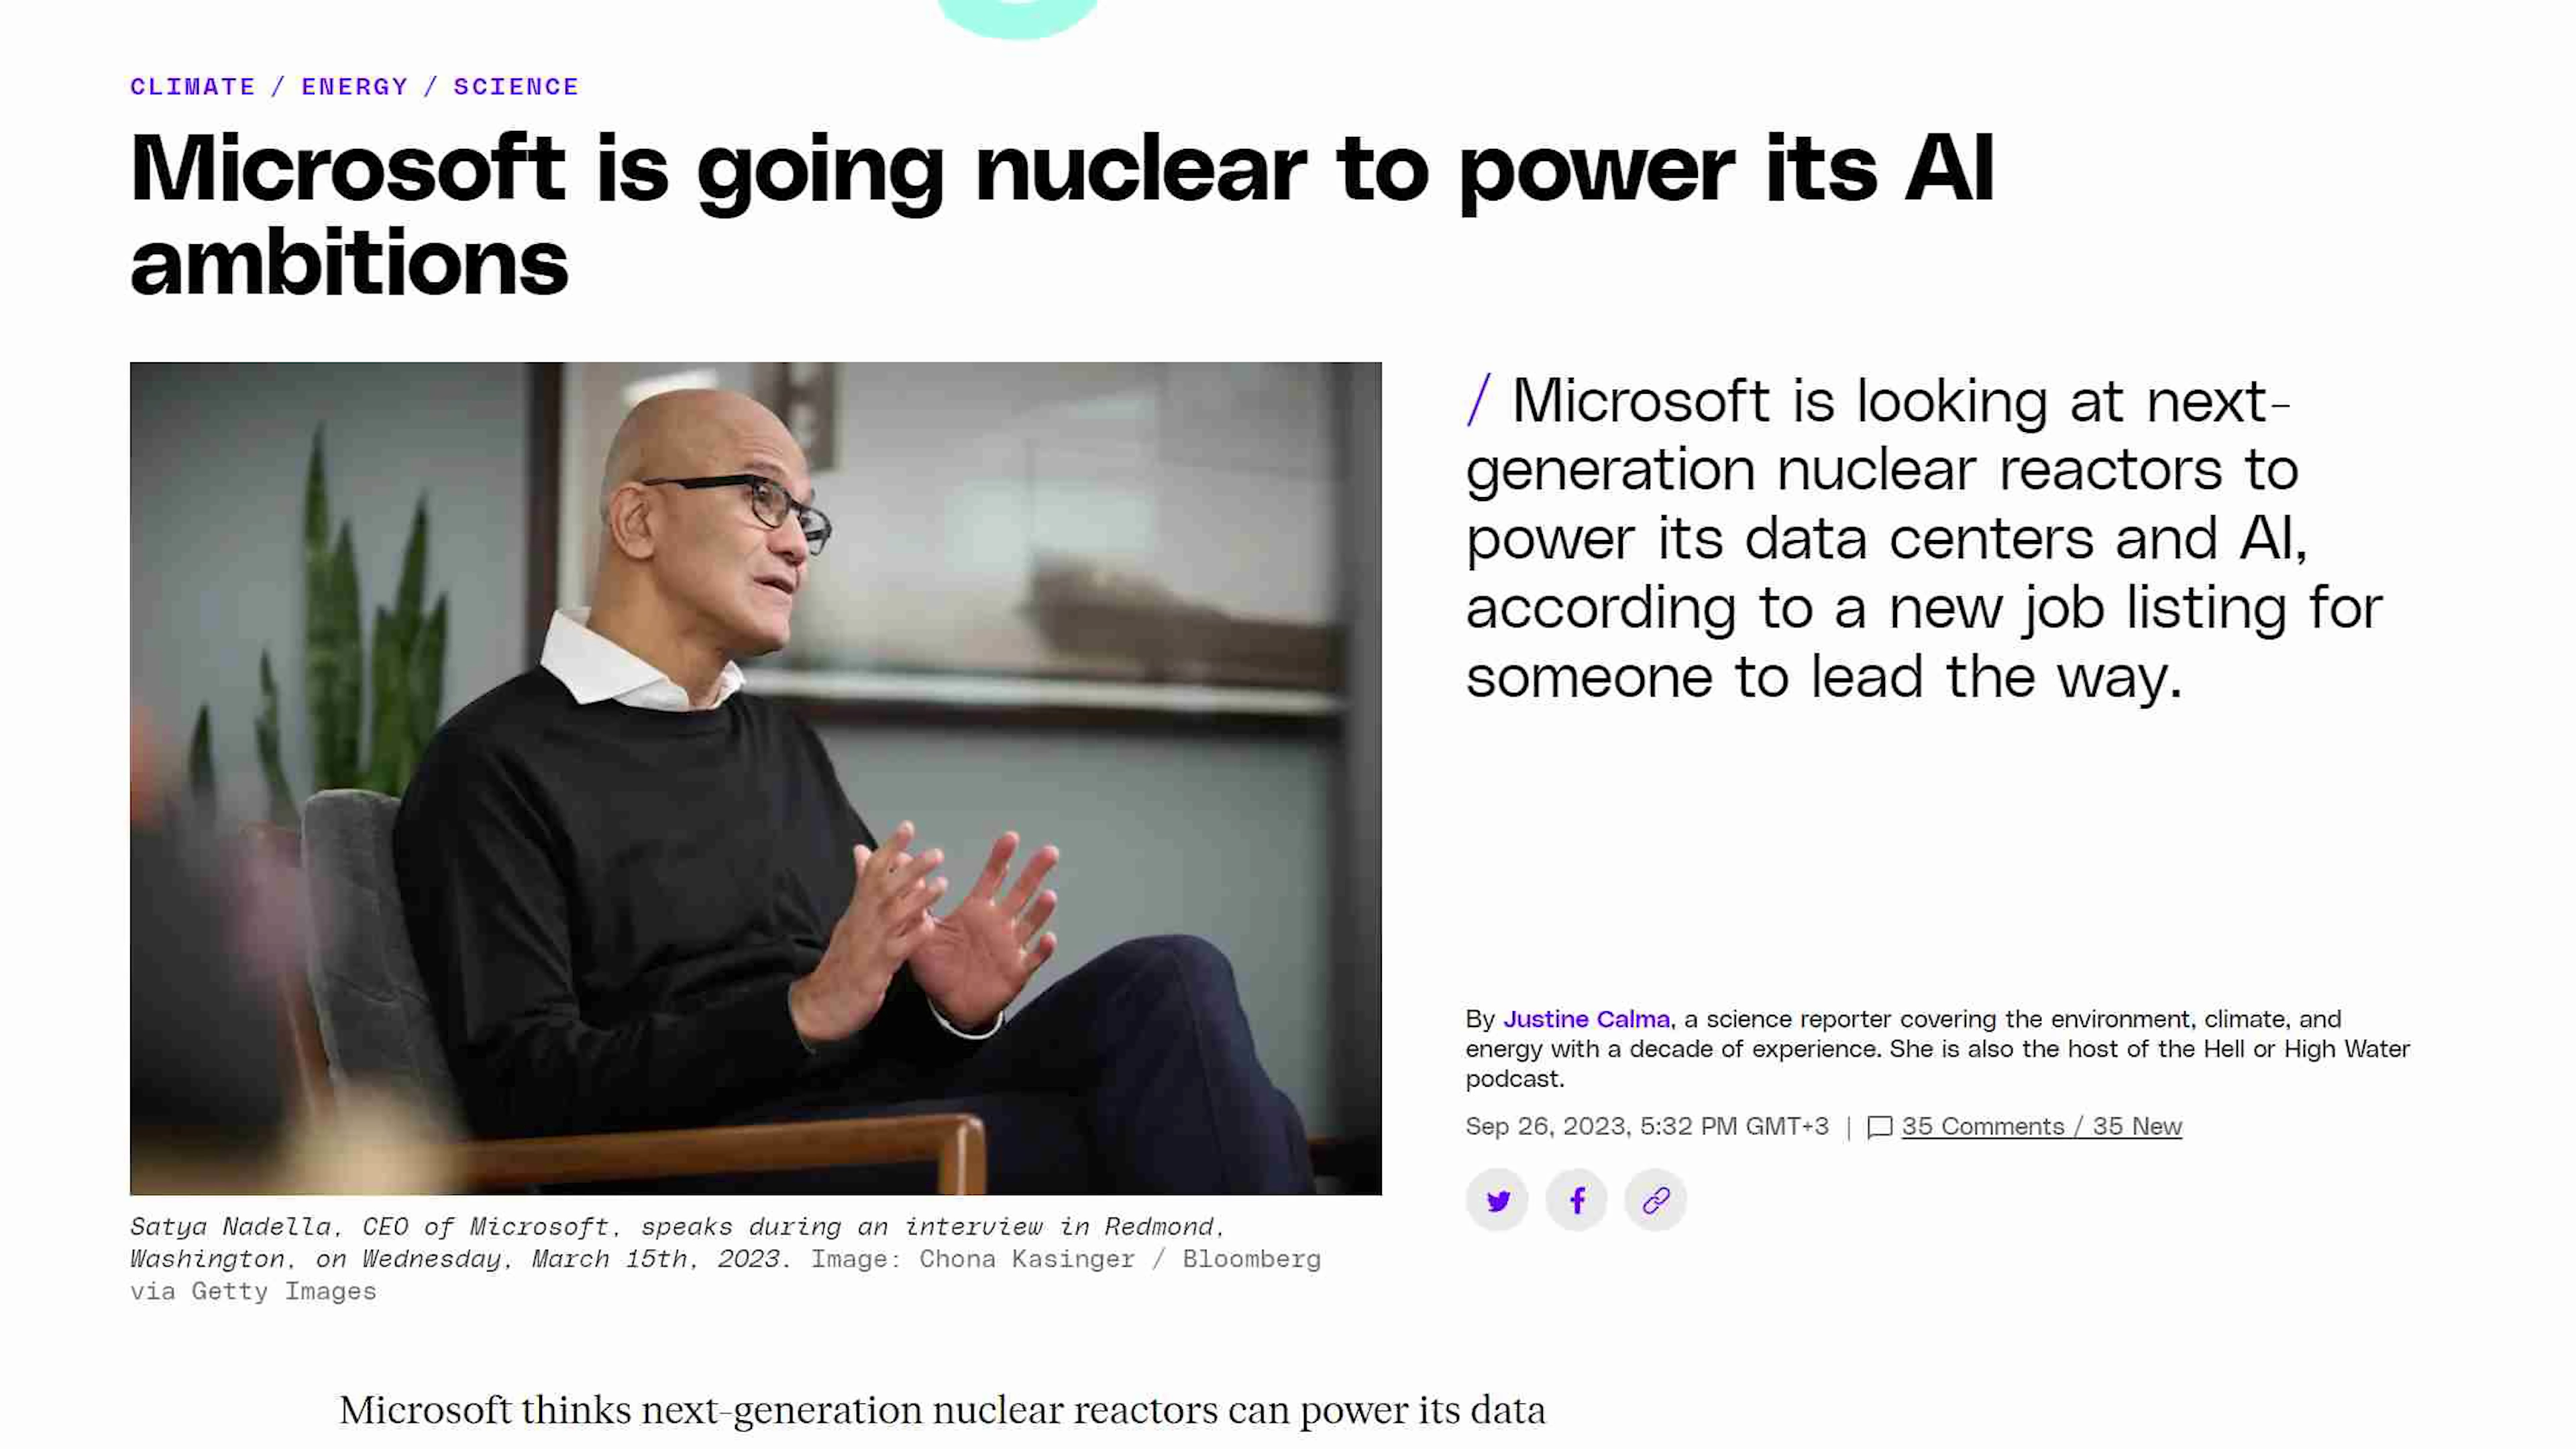 CLIMATE / ENERGY / SCIENCE
Microsoft is going nuclear to power its AI
ambitions
/ Microsoft is looking at next-
generation nuclear reactors to
power its data centers and AI,
according to a new job listing for
someone to lead the way.
By Justine Calma, a science reporter covering the environment, climate, and
energy with a decade of experience. She is also the host of the Hell or High Water
podcast.
Sep 26, 2023, 5:32 PM GMT+3 | 35 Comments / 35 New
Satya Nadella, CEO of Microsoft, speaks during an interview in Redmond,
Washington, on Wednesday, March 15th, 2023. Image: Chona Kasinger / Bloomberg
via Getty Images
Microsoft thinks next-generation nuclear reactors can power its data